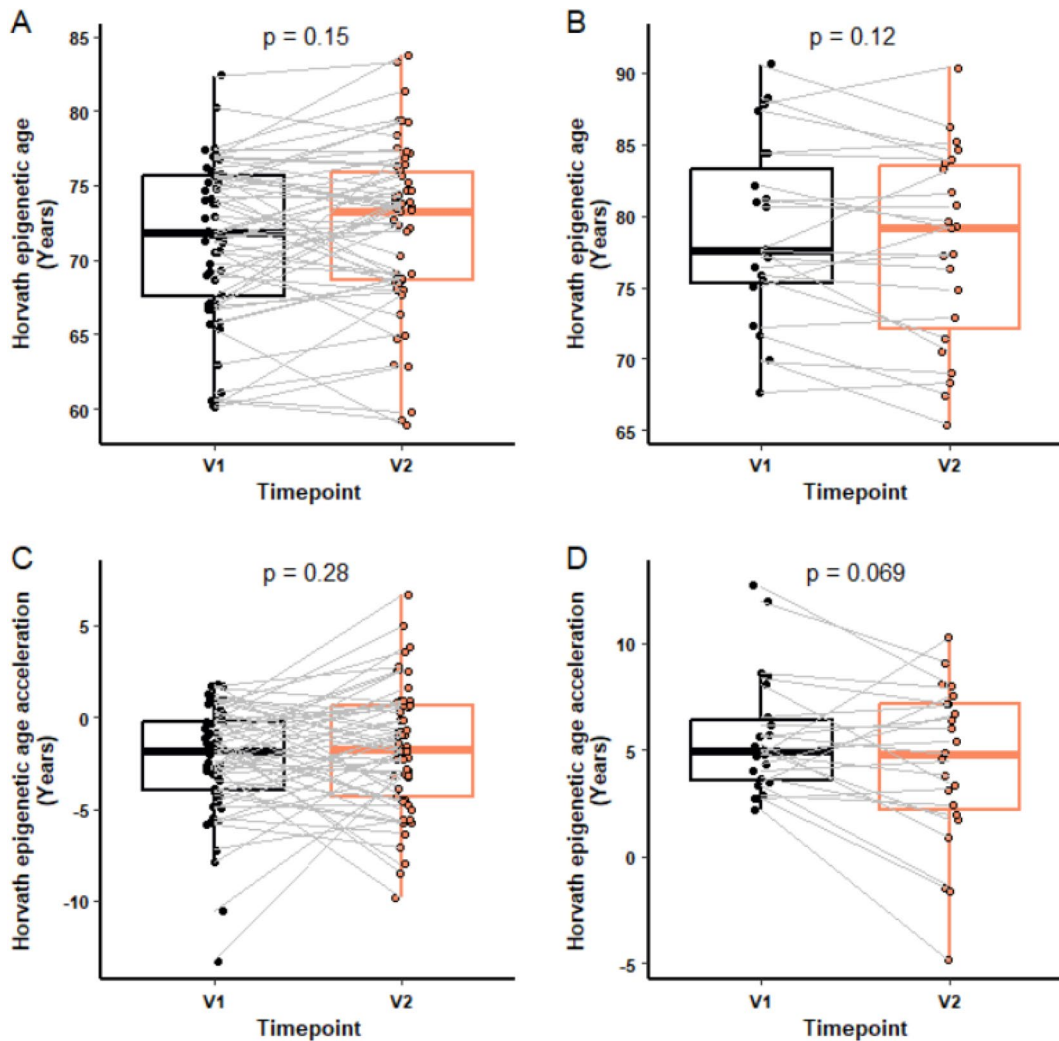 A
p = 0.15
Horvath epigenetic age
(Years)
85
80
75
70
65
60
V1
V2
Timepoint
B
p = 0.12
Horvath epigenetic age
(Years)
90
85
80
75
70
65
V1
V2
Timepoint
C
p = 0.28
Horvath epigenetic age acceleration
(Years)
5
0
-5
-10
V1
V2
Timepoint
D
p = 0.069
Horvath epigenetic age acceleration
(Years)
10
5
0
-5
V1
V2
Timepoint